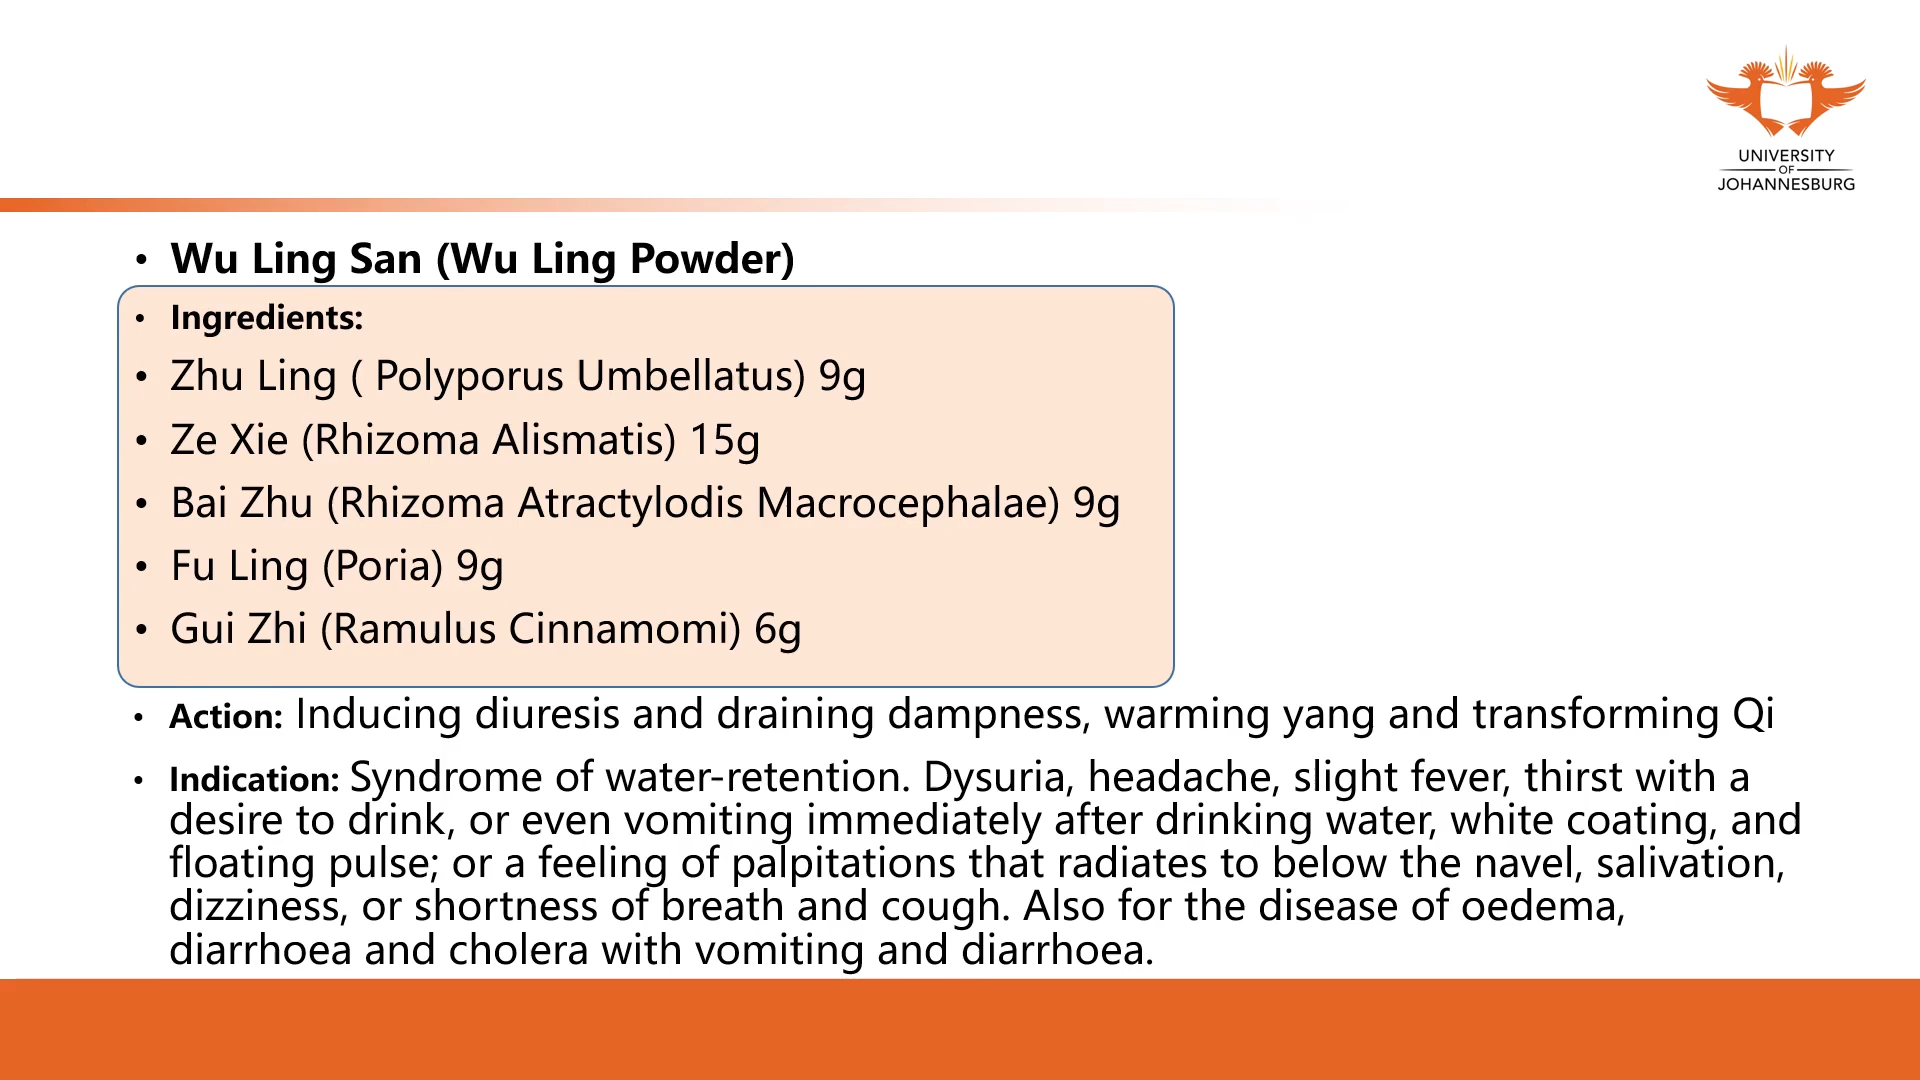 UNIVERSITY
OF
JOHANNESBURG
• Wu Ling San (Wu Ling Powder)
• Ingredients:
• Zhu Ling ( Polyporus Umbellatus) 9g
• Ze Xie (Rhizoma Alismatis) 15g
• Bai Zhu (Rhizoma Atractylodis Macrocephalae) 9g
• Fu Ling (Poria) 9g
• Gui Zhi (Ramulus Cinnamomi) 6g
• Action: Inducing diuresis and draining dampness, warming yang and transforming Qi
• Indication: Syndrome of water-retention. Dysuria, headache, slight fever, thirst with a
desire to drink, or even vomiting immediately after drinking water, white coating, and
floating pulse; or a feeling of palpitations that radiates to below the navel, salivation,
dizziness, or shortness of breath and cough. Also for the disease of oedema,
diarrhoea and cholera with vomiting and diarrhoea.